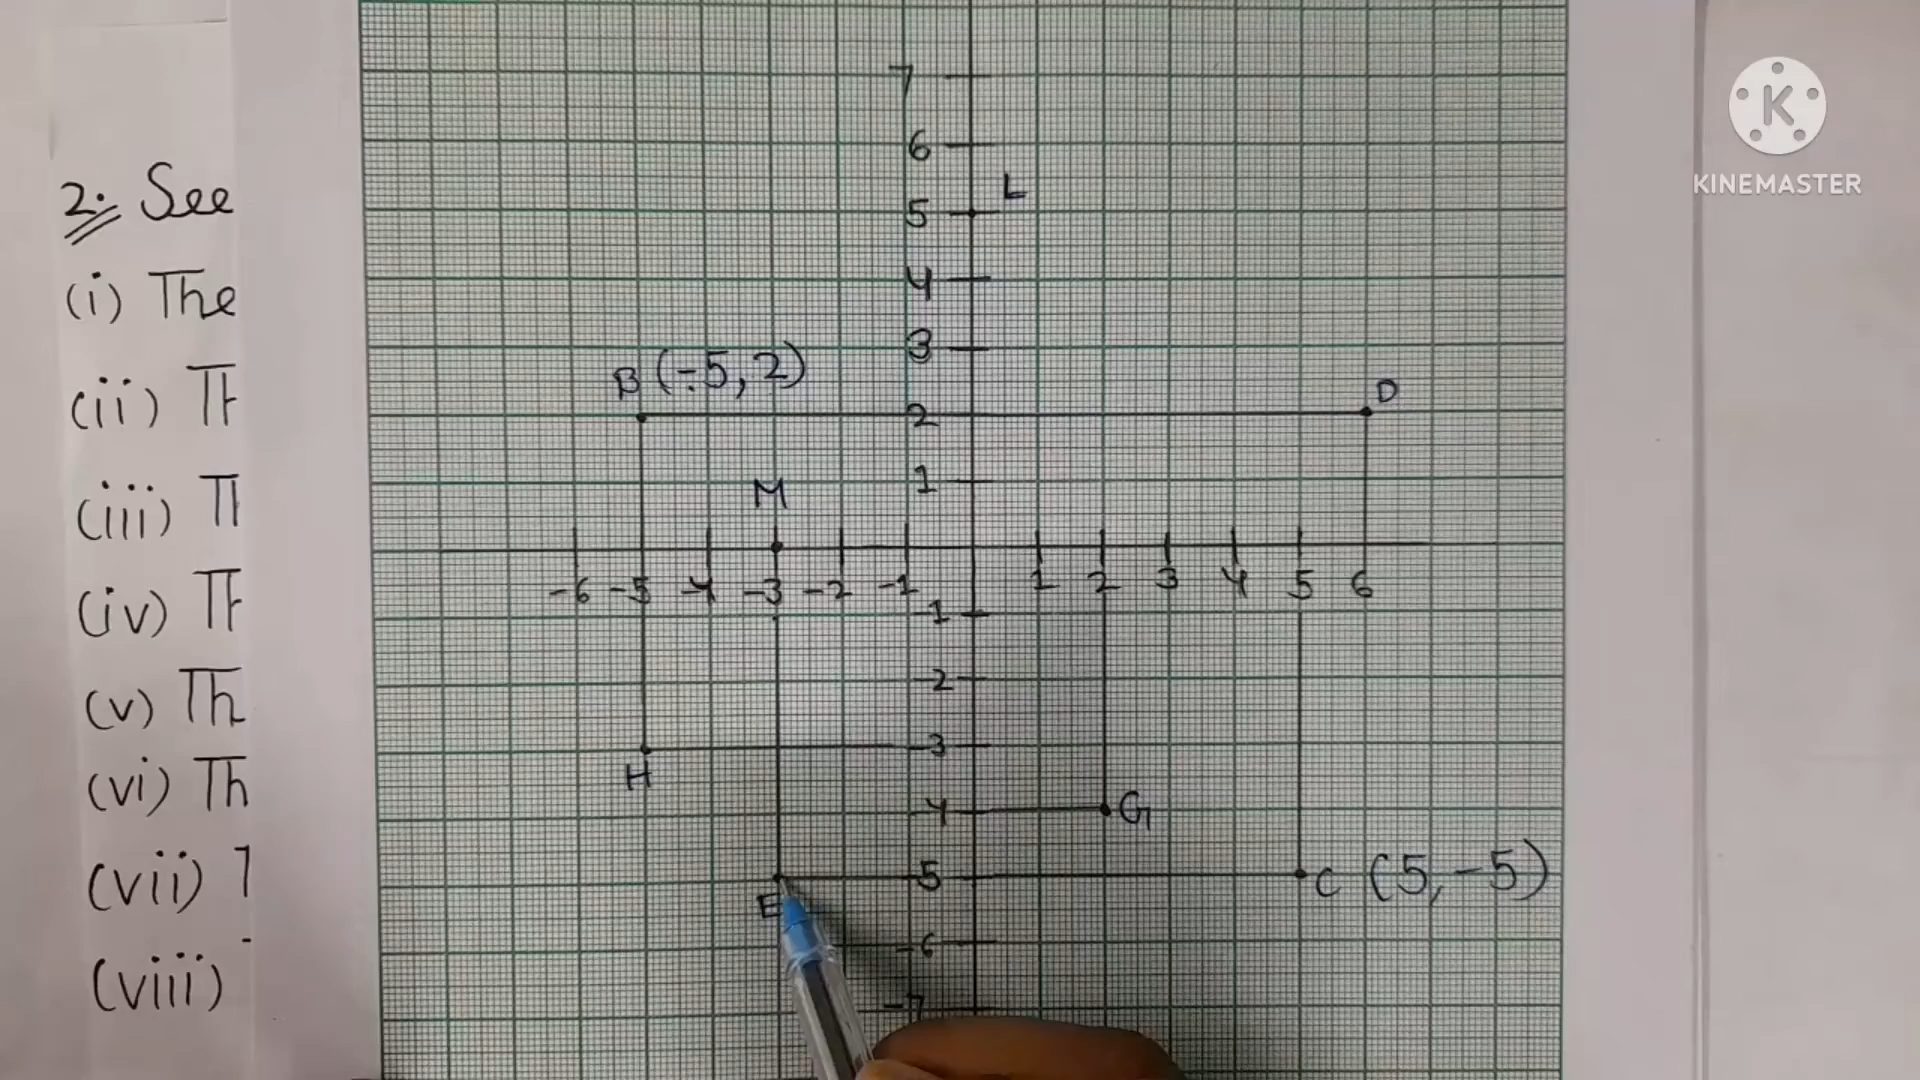 2. See
(i) The
(ii) Th
(iii) Th
(iv) Th
(v) Th
(vi) Th
(vii) T
(viii)
7
6
L
5
4
3
B (-5, 2)
D
2
1
M
-6 -5 -4 -3 -2 -1 1 2 3 4 5 6
-1
-2
-3
H
-4
G
-5
C (5, -5)
E
-6
-7
K
KINEMASTER